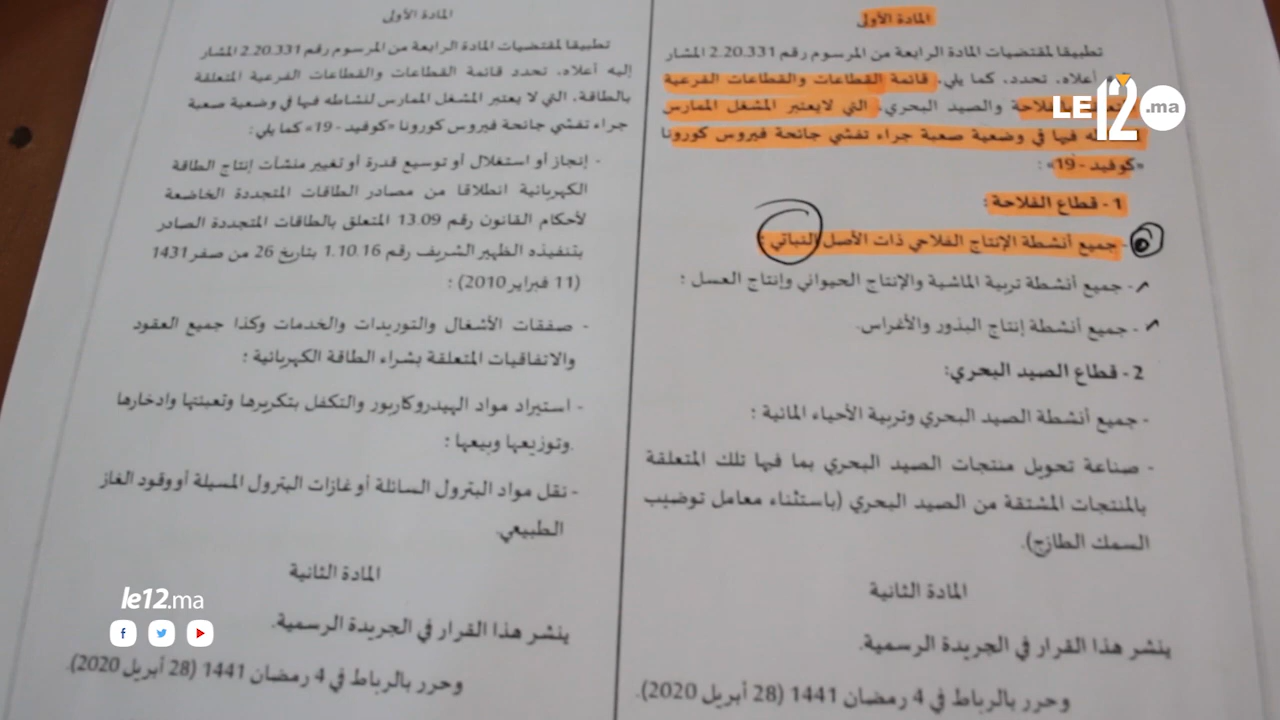 المادة الأولى
تطبيقا لمقتضيات المادة الرابعة من المرسوم رقم 2.20.331 المشار
أعلاه، تحدد، كما يلي، قائمة القطاعات والقطاعات الفرعية
والصيد البحري، التي لايعتبر المشغل الممارس
فيها في وضعية صعبة جراء تفشي جائحة فيروس كورونا
«كوفيد - 19» :
1 - قطاع الفلاحة :
- جميع أنشطة الإنتاج الفلاحي ذات الأصل النباتي ؛
- جميع أنشطة تربية الماشية والإنتاج الحيواني وإنتاج العسل ؛
- جميع أنشطة إنتاج البذور والأغراس.
2 - قطاع الصيد البحري:
- جميع أنشطة الصيد البحري وتربية الأحياء المائية ؛
- صناعة تحويل منتجات الصيد البحري بما فيها تلك المتعلقة
بالمنتجات المشتقة من الصيد البحري (باستثناء معامل توضيب
السمك الطازج).
المادة الثانية
ينشر هذا القرار في الجريدة الرسمية.
وحرر بالرباط في 4 رمضان 1441 (28 أبريل 2020).
المادة الأولى
تطبيقا لمقتضيات المادة الرابعة من المرسوم رقم 2.20.331 المشار
إليه أعلاه، تحدد قائمة القطاعات والقطاعات الفرعية المتعلقة
بالطاقة، التي لا يعتبر المشغل الممارس لنشاطه فيها في وضعية صعبة
جراء تفشي جائحة فيروس كورونا «كوفيد - 19» كما يلي :
- إنجاز أو استغلال أو توسيع قدرة أو تغيير منشآت إنتاج الطاقة
الكهربائية انطلاقا من مصادر الطاقات المتجددة الخاضعة
لأحكام القانون رقم 13.09 المتعلق بالطاقات المتجددة الصادر
بتنفيذه الظهير الشريف رقم 1.10.16 بتاريخ 26 من صفر 1431
(11 فبراير 2010) ؛
- صفقات الأشغال والتوريدات والخدمات وكذا جميع العقود
والاتفاقيات المتعلقة بشراء الطاقة الكهربائية ؛
- استيراد مواد الهيدروكاربور والتكفل بتكريرها وتعبئتها وادخارها
وتوزيعها وبيعها ؛
- نقل مواد البترول السائلة أو غازات البترول المسيلة أو وقود الغاز
الطبيعي.
المادة الثانية
ينشر هذا القرار في الجريدة الرسمية.
وحرر بالرباط في 4 رمضان 1441 (28 أبريل 2020).
LE12.ma
le12.ma